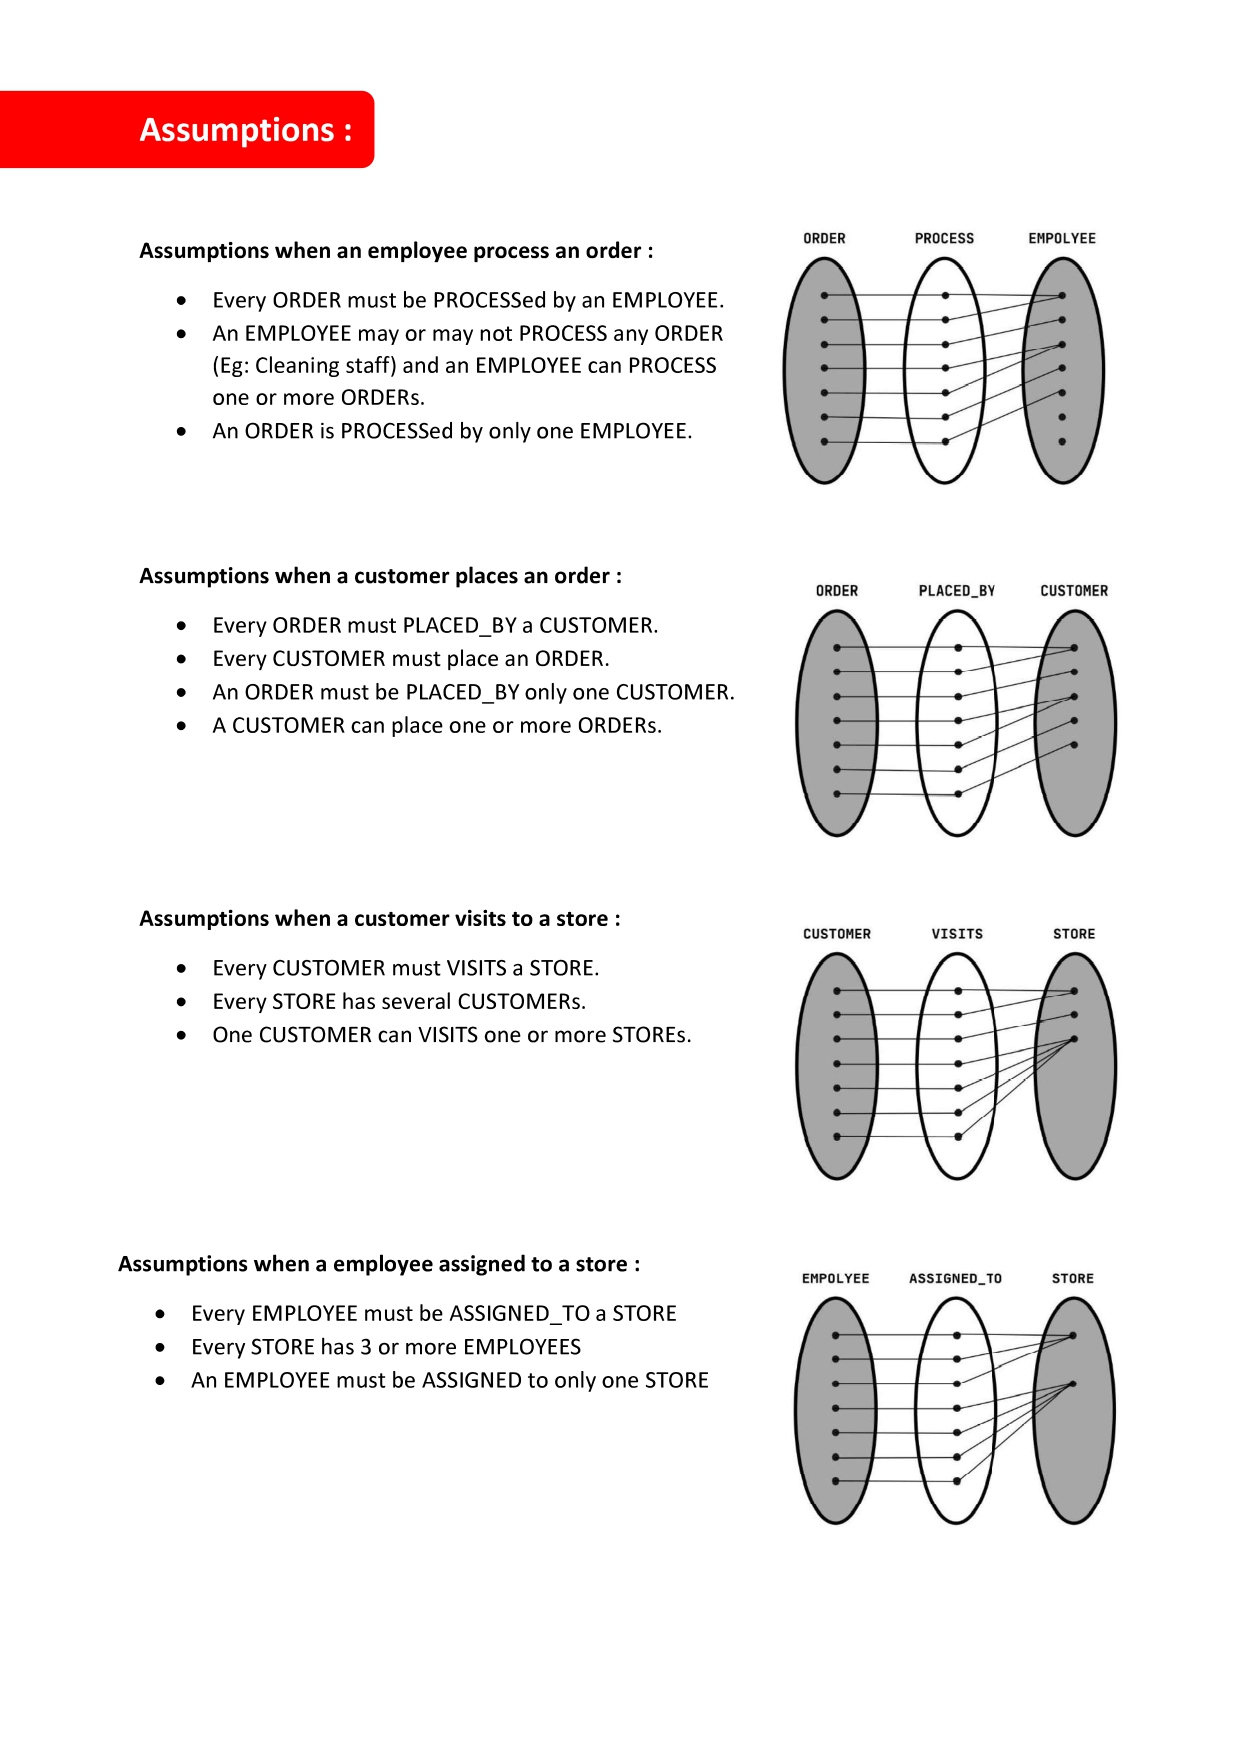 Assumptions :
Assumptions when an employee process an order :
• Every ORDER must be PROCESSed by an EMPLOYEE.
• An EMPLOYEE may or may not PROCESS any ORDER
(Eg: Cleaning staff) and an EMPLOYEE can PROCESS
one or more ORDERs.
• An ORDER is PROCESSed by only one EMPLOYEE.
ORDER PROCESS EMPOLYEE
Assumptions when a customer places an order :
• Every ORDER must PLACED_BY a CUSTOMER.
• Every CUSTOMER must place an ORDER.
• An ORDER must be PLACED_BY only one CUSTOMER.
• A CUSTOMER can place one or more ORDERs.
ORDER PLACED_BY CUSTOMER
Assumptions when a customer visits to a store :
• Every CUSTOMER must VISITS a STORE.
• Every STORE has several CUSTOMERs.
• One CUSTOMER can VISITS one or more STOREs.
CUSTOMER VISITS STORE
Assumptions when a employee assigned to a store :
• Every EMPLOYEE must be ASSIGNED_TO a STORE
• Every STORE has 3 or more EMPLOYEES
• An EMPLOYEE must be ASSIGNED to only one STORE
EMPOLYEE ASSIGNED_TO STORE